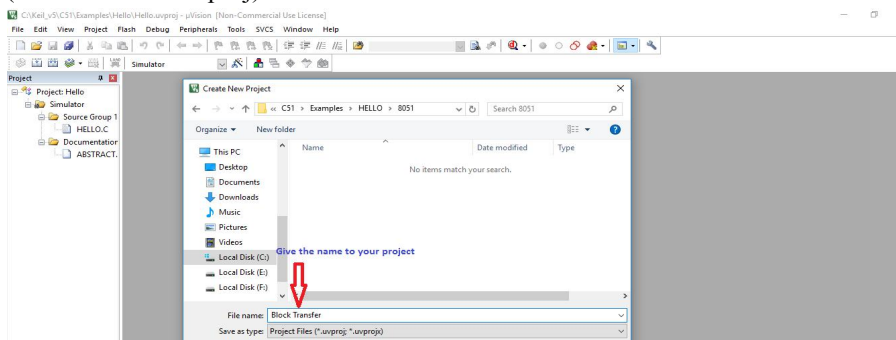 C:\Keil_v5\C51\Examples\Hello\Hello.uvproj - µVision [Non-Commercial Use License]
File Edit View Project Flash Debug Peripherals Tools SVCS Window Help
Simulator
Project
Project: Hello
Simulator
Source Group 1
HELLO.C
Documentation
ABSTRACT.
Create New Project
« C51 > Examples > HELLO > 8051
Search 8051
Organize New folder
Name Date modified Type
No items match your search.
This PC
Desktop
Documents
Downloads
Music
Pictures
Videos
Local Disk (C:)
Local Disk (E:)
Local Disk (F:)
Give the name to your project
File name: Block Transfer
Save as type: Project Files (*.uvproj; *.uvprojx)